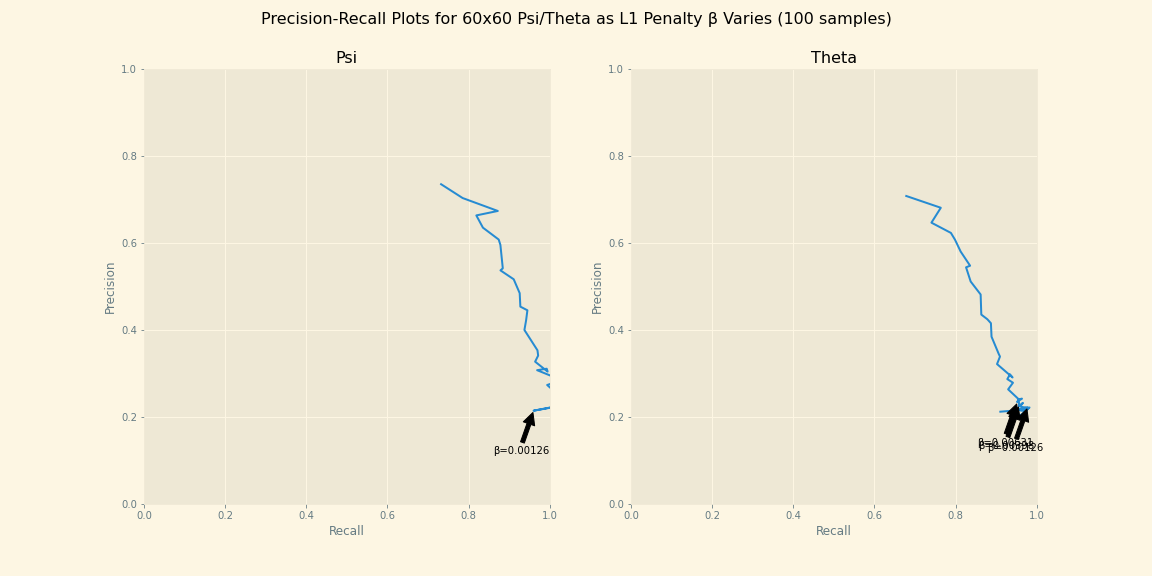 Precision-Recall Plots for 60x60 Psi/Theta as L1 Penalty β Varies (100 samples)
Psi
1.0
0.8
0.6
0.4
0.2
0.0
Precision
β=0.00126
0.0 0.2 0.4 0.6 0.8 1.0
Recall
Theta
1.0
0.8
0.6
0.4
0.2
0.0
Precision
β=0.00126
0.0 0.2 0.4 0.6 0.8 1.0
Recall